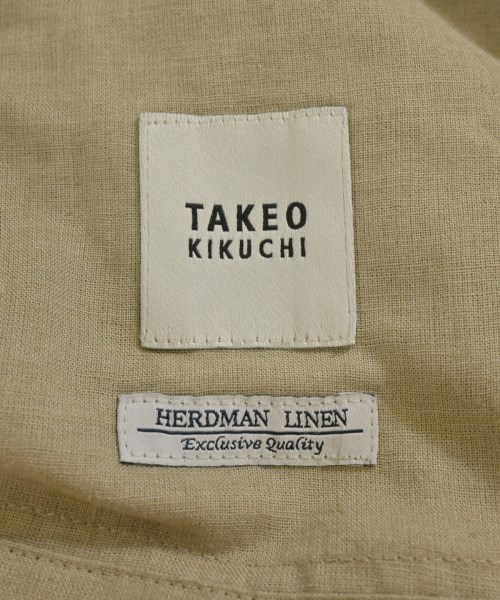 TAKEO
KIKUCHI
HERDMAN LINEN
Exclusive Quality